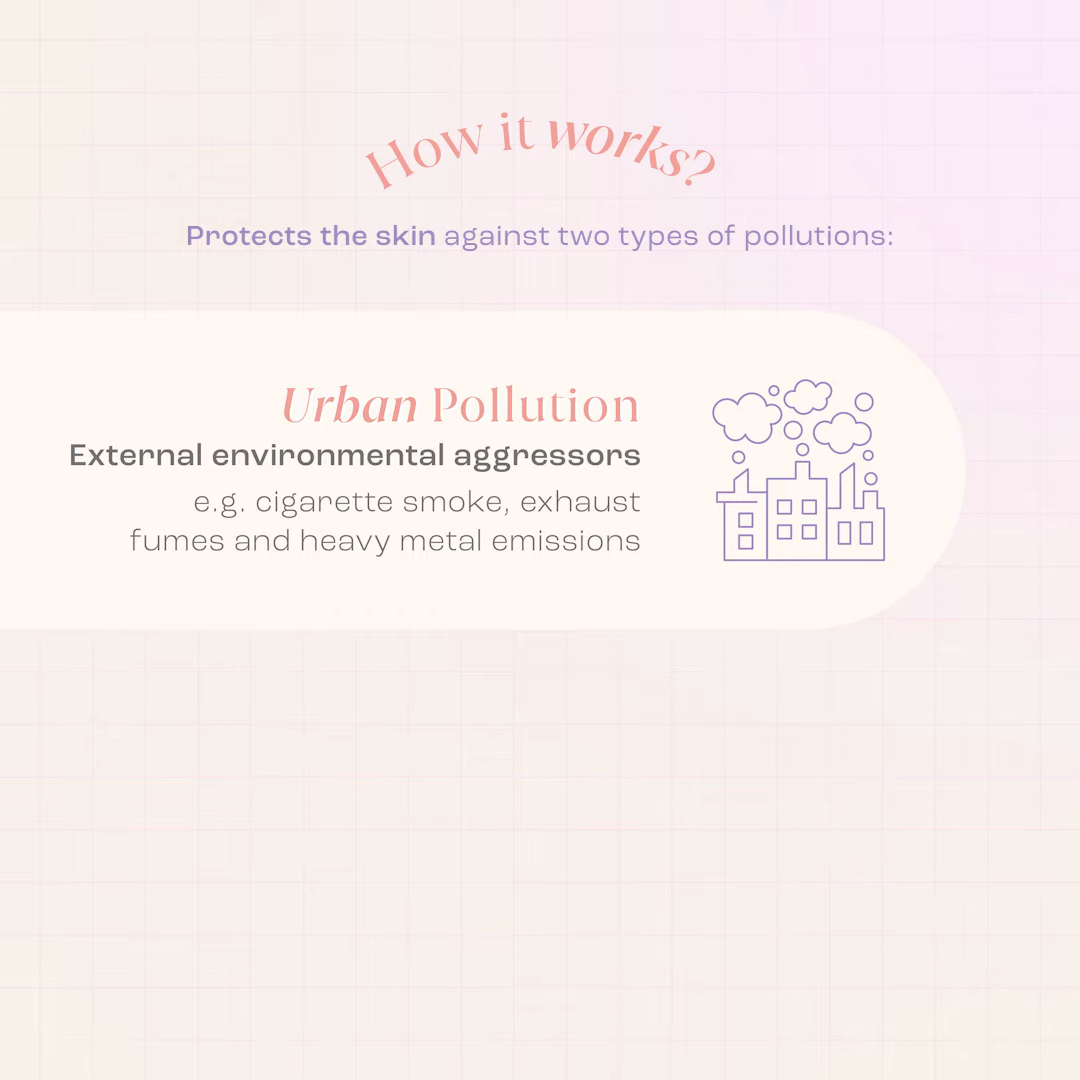 How it works?
Protects the skin against two types of pollutions:
Urban Pollution
External environmental aggressors
e.g. cigarette smoke, exhaust
fumes and heavy metal emissions